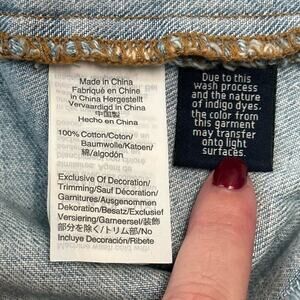 Made in China
Fabriqué en Chine
in China Hergestellt
Vervaardigd in China
中国製
Hecho en China
100% Cotton/Coton/
Baumwolle/Katoen/
綿/algodón
Exclusive Of Decoration/
Trimming/Sauf Décoration/
Garnitures/Ausgenomen
Dekoration/Besatz/Exclusief
Versiering/Garneersel/装飾
部分を除く/トリム部/No
Incluye Decoración/Ribete
Due to this
wash process
and the nature
of indigo dyes,
the color from
this garment
may transfer
onto light
surfaces.